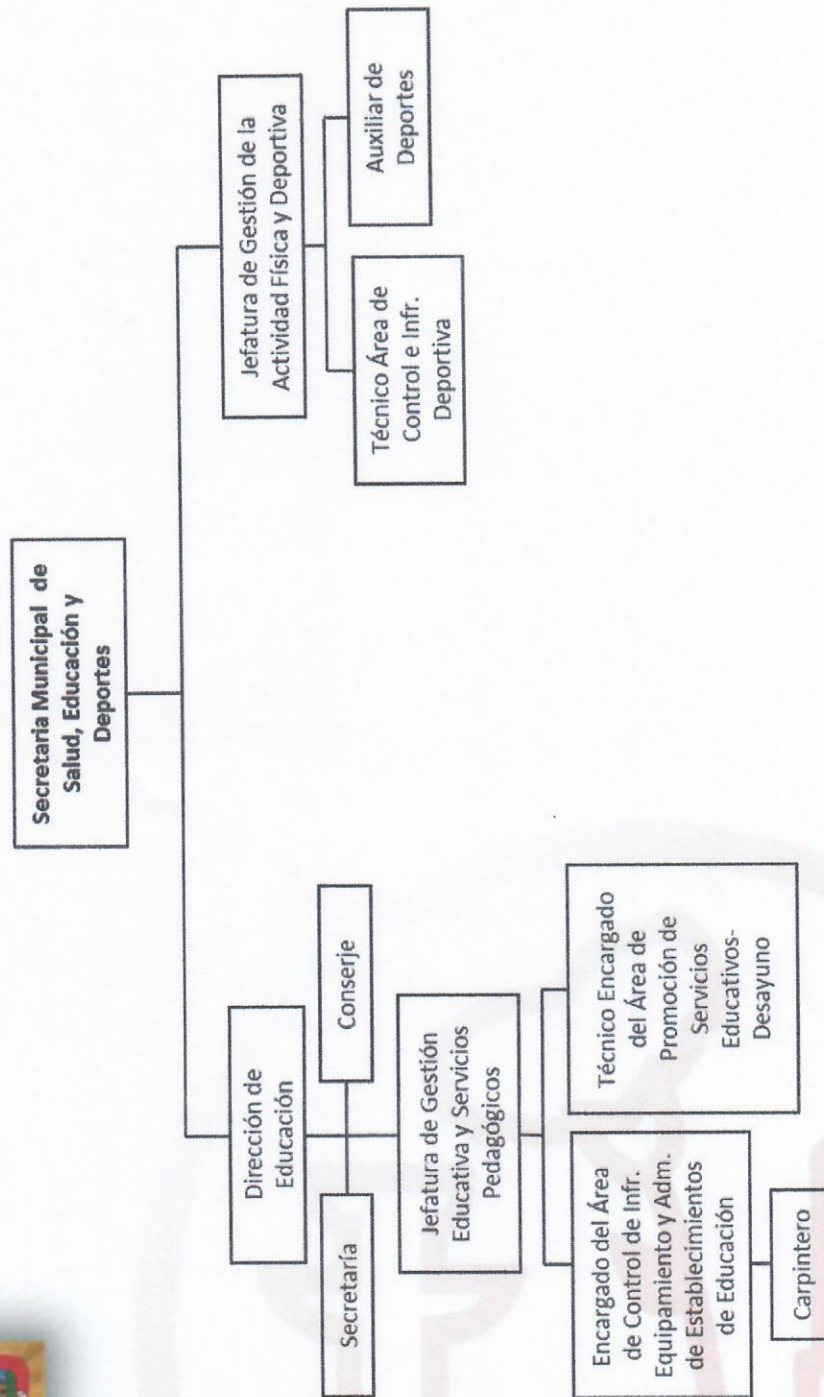 Secretaria Municipal de
Salud, Educación y
Deportes
Dirección de
Educación
Secretaría
Conserje
Jefatura de Gestión
Educativa y Servicios
Pedagógicos
Encargado del Área
de Control de Infr.
Equipamiento y Adm.
de Establecimientos
de Educación
Carpintero
Técnico Encargado
del Área de
Promoción de
Servicios
Educativos-
Desayuno
Jefatura de Gestión de la
Actividad Física y Deportiva
Técnico Área de
Control e Infr.
Deportiva
Auxiliar de
Deportes